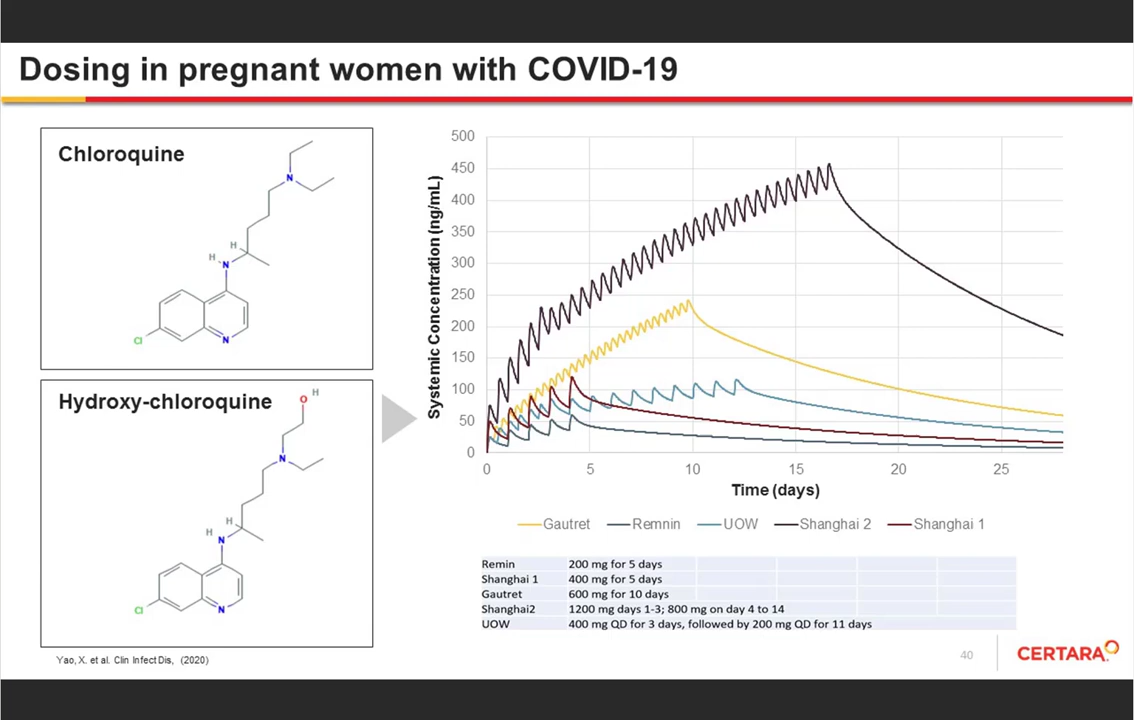 Dosing in pregnant women with COVID-19
Chloroquine
N
H
H
N
Cl
N
Hydroxy-chloroquine
H
O
N
H
H
N
Cl
N
Yao, X. et al. Clin Infect Dis, (2020)
Systemic Concentration (ng/mL)
500
450
400
350
300
250
200
150
100
50
0
0 5 10 15 20 25
Time (days)
Gautret Remnin UOW Shanghai 2 Shanghai 1
Remin 200 mg for 5 days
Shanghai 1 400 mg for 5 days
Gautret 600 mg for 10 days
Shanghai2 1200 mg days 1-3; 800 mg on day 4 to 14
UOW 400 mg QD for 3 days, followed by 200 mg QD for 11 days
40
CERTARA